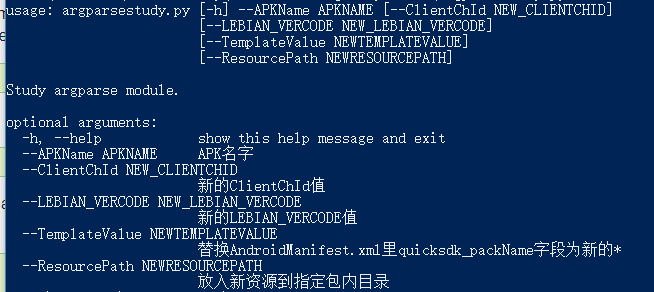 usage: argparsestudy.py [-h] --APKName APKNAME [--ClientChId NEW_CLIENTCHID]
[--LEBIAN_VERCODE NEW_LEBIAN_VERCODE]
[--TemplateValue NEWTEMPLATEVALUE]
[--ResourcePath NEWRESOURCEPATH]
Study argparse module.
optional arguments:
-h, --help show this help message and exit
--APKName APKNAME APK名字
--ClientChId NEW_CLIENTCHID
新的ClientChId值
--LEBIAN_VERCODE NEW_LEBIAN_VERCODE
新的LEBIAN_VERCODE值
--TemplateValue NEWTEMPLATEVALUE
替换AndroidManifest.xml里quicksdk_packName字段为新的*
--ResourcePath NEWRESOURCEPATH
放入新资源到指定包内目录